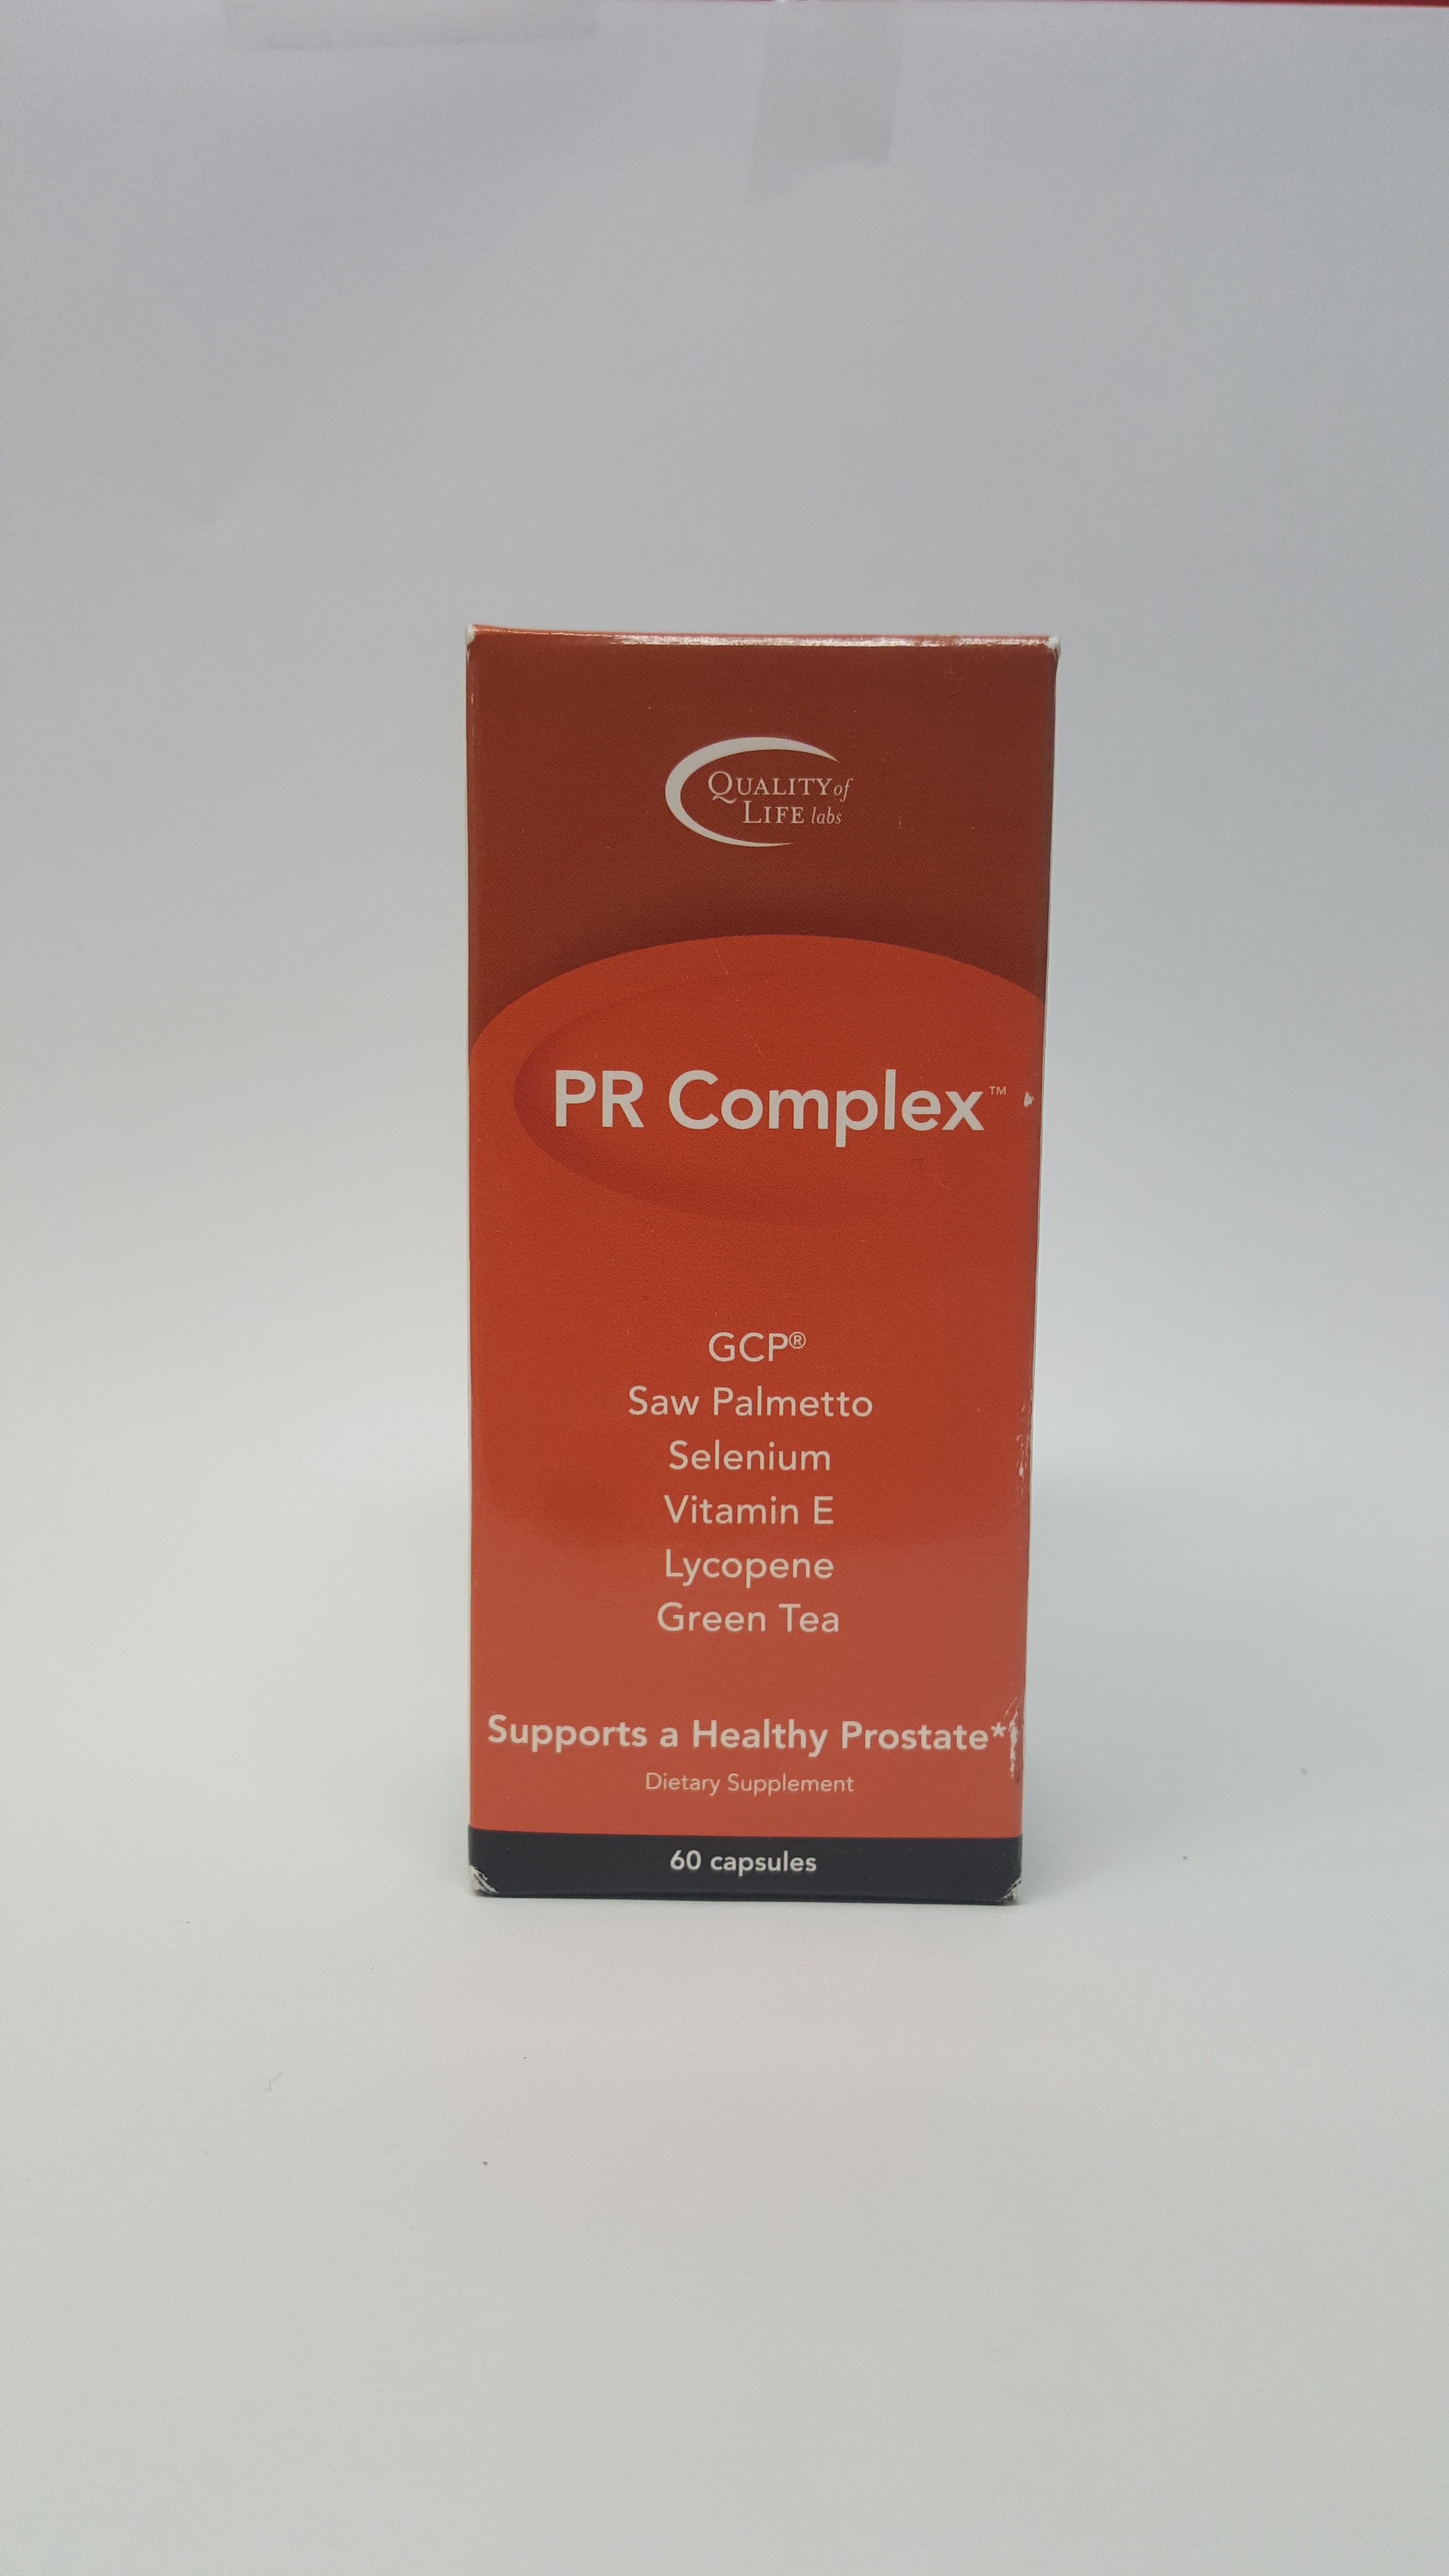 QUALITY of
LIFE labs
PR Complex™
GCP®
Saw Palmetto
Selenium
Vitamin E
Lycopene
Green Tea
Supports a Healthy Prostate*
Dietary Supplement
60 capsules